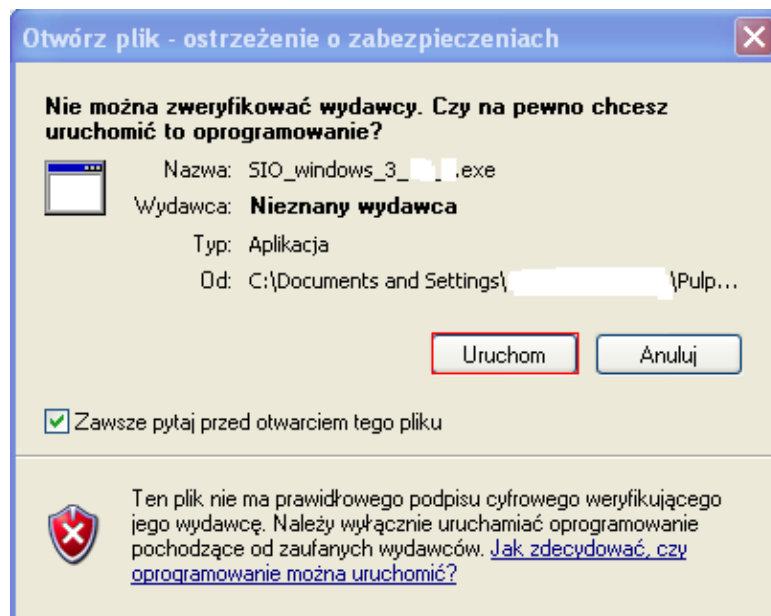 Otwórz plik - ostrzeżenie o zabezpieczeniach
Nie można zweryfikować wydawcy. Czy na pewno chcesz
uruchomić to oprogramowanie?
Nazwa: SIO_windows_3_ _ .exe
Wydawca: Nieznany wydawca
Typ: Aplikacja
Od: C:\Documents and Settings\ \Pulp...
Uruchom Anuluj
Zawsze pytaj przed otwarciem tego pliku
Ten plik nie ma prawidłowego podpisu cyfrowego weryfikującego
jego wydawcę. Należy wyłącznie uruchamiać oprogramowanie
pochodzące od zaufanych wydawców. Jak zdecydować, czy
oprogramowanie można uruchomić?